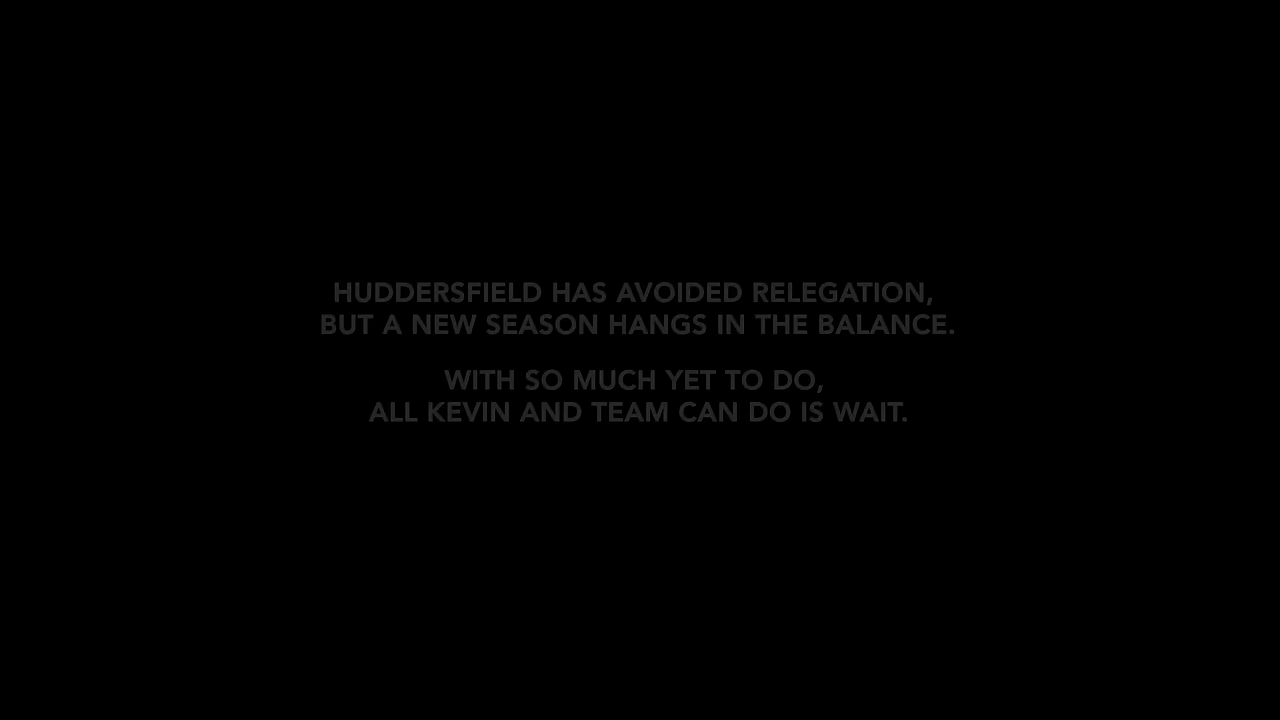 HUDDERSFIELD HAS AVOIDED RELEGATION,
BUT A NEW SEASON HANGS IN THE BALANCE.
WITH SO MUCH YET TO DO,
ALL KEVIN AND TEAM CAN DO IS WAIT.